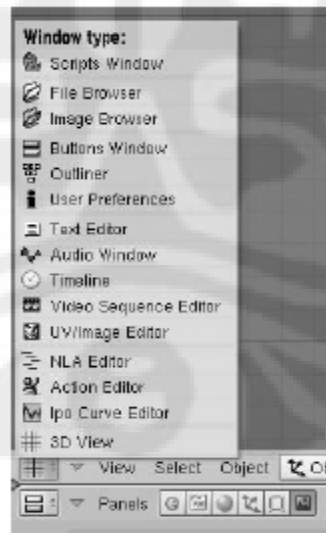 Window type:
Scripts Window
File Browser
Image Browser
Buttons Window
Outliner
User Preferences
Text Editor
Audio Window
Timeline
Video Sequence Editor
UV/Image Editor
NLA Editor
Action Editor
Ipo Curve Editor
3D View
View Select Object
Panels